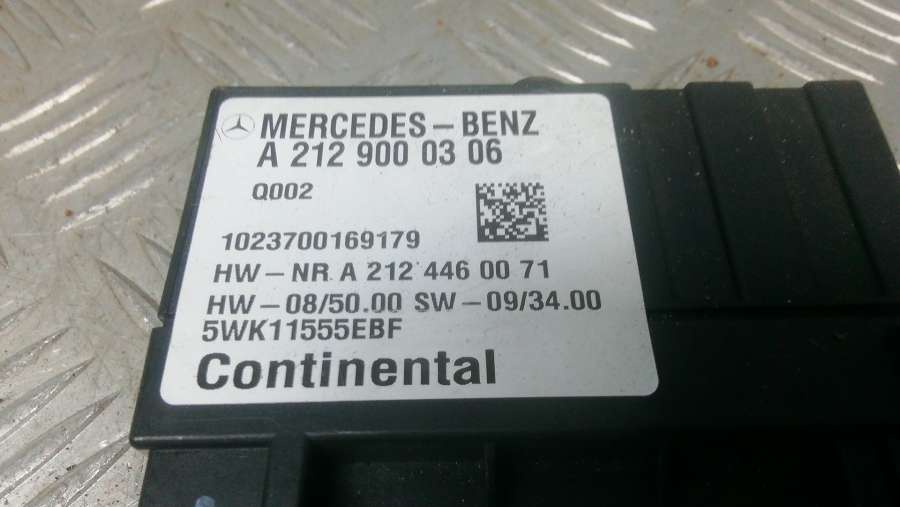 MERCEDES-BENZ
A 212 900 03 06
Q002
1023700169179
HW-NR A 212 446 00 71
HW-08/50.00 SW-09/34.00
5WK11555EBF
Continental